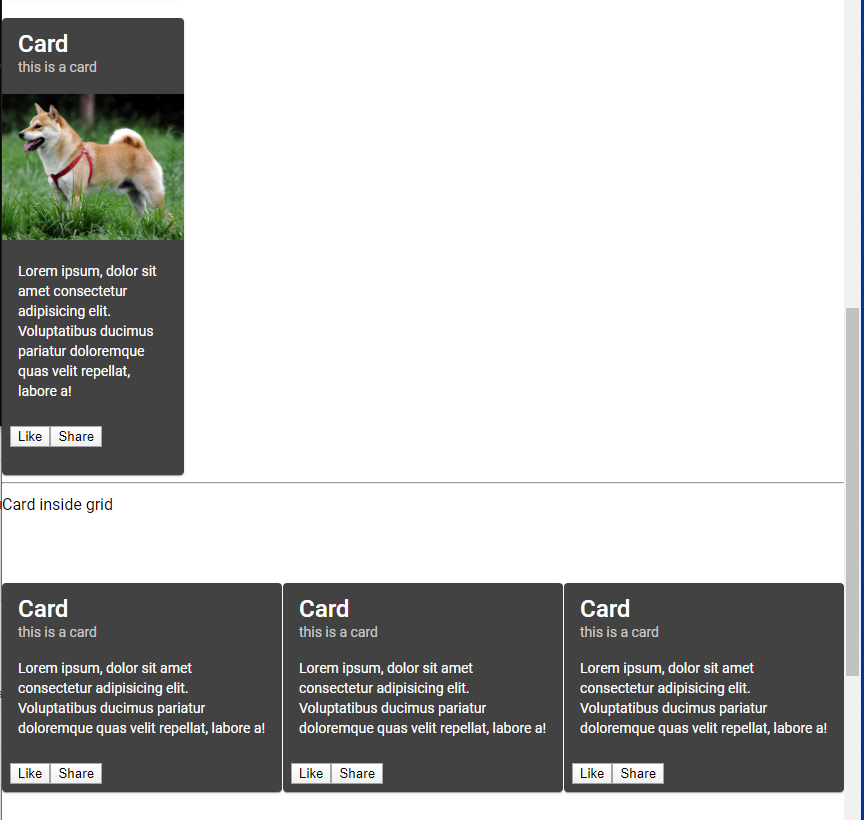 Card
this is a card
Lorem ipsum, dolor sit
amet consectetur
adipisicing elit.
Voluptatibus ducimus
pariatur doloremque
quas velit repellat,
labore a!
Like Share
Card inside grid
Card
this is a card
Lorem ipsum, dolor sit amet
consectetur adipisicing elit.
Voluptatibus ducimus pariatur
doloremque quas velit repellat, labore a!
Like Share
Card
this is a card
Lorem ipsum, dolor sit amet
consectetur adipisicing elit.
Voluptatibus ducimus pariatur
doloremque quas velit repellat, labore a!
Like Share
Card
this is a card
Lorem ipsum, dolor sit amet
consectetur adipisicing elit.
Voluptatibus ducimus pariatur
doloremque quas velit repellat, labore a!
Like Share